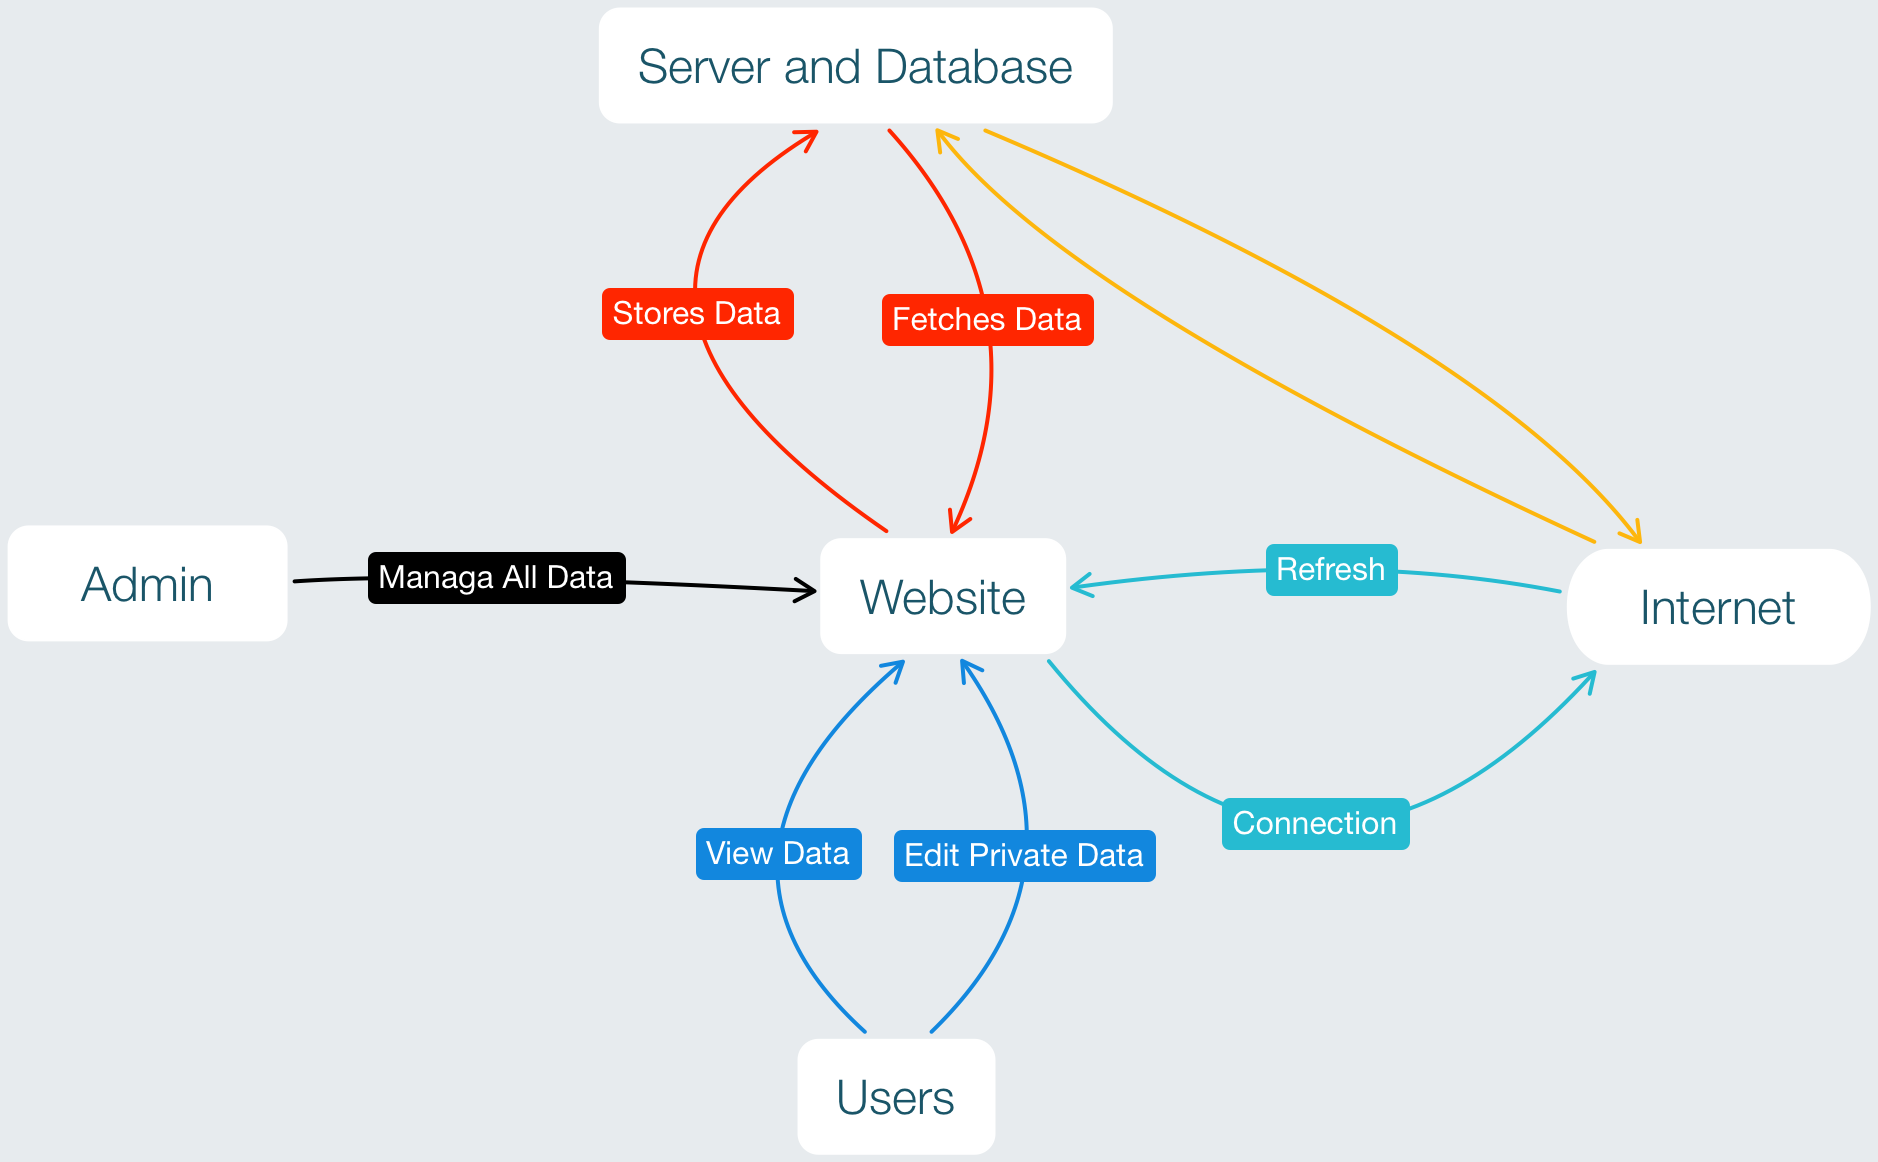 Server and Database
Stores Data
Fetches Data
Admin
Managa All Data
Website
Refresh
Internet
Connection
View Data
Edit Private Data
Users